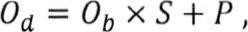 O_d = O_b × S + P ,